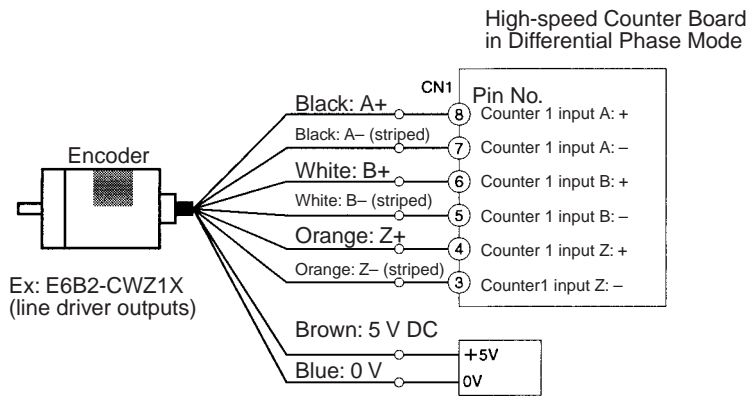 High-speed Counter Board
in Differential Phase Mode
CN1
Pin No.
Black: A+
8
Counter 1 input A: +
Black: A– (striped)
7
Counter 1 input A: –
Encoder
White: B+
6
Counter 1 input B: +
White: B– (striped)
5
Counter 1 input B: –
Orange: Z+
4
Counter 1 input Z: +
Orange: Z– (striped)
3
Counter1 input Z: –
Ex: E6B2-CWZ1X
(line driver outputs)
Brown: 5 V DC
+5V
Blue: 0 V
0V